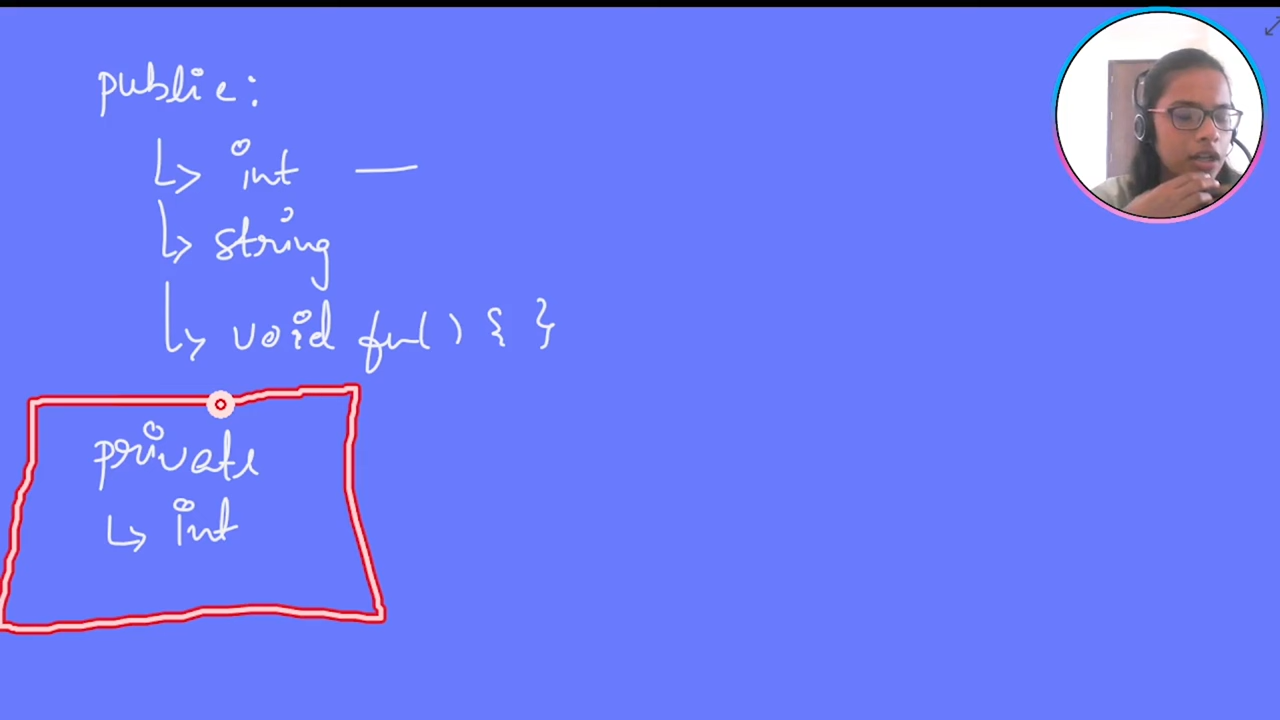 public:
↳ int —
↳ string
↳ void fun() { }
private
↳ int